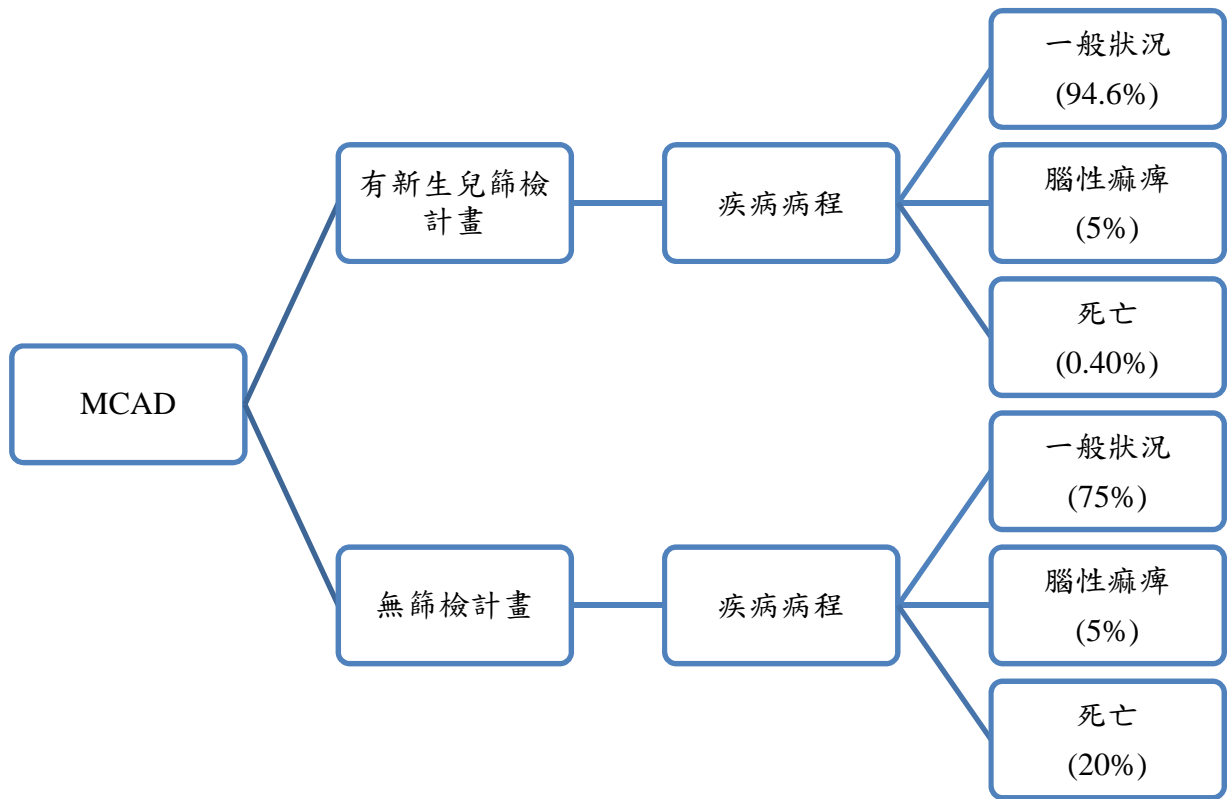 MCAD
有新生兒篩檢
計畫
疾病病程
一般狀況
(94.6%)
腦性痲痺
(5%)
死亡
(0.40%)
無篩檢計畫
疾病病程
一般狀況
(75%)
腦性痲痺
(5%)
死亡
(20%)